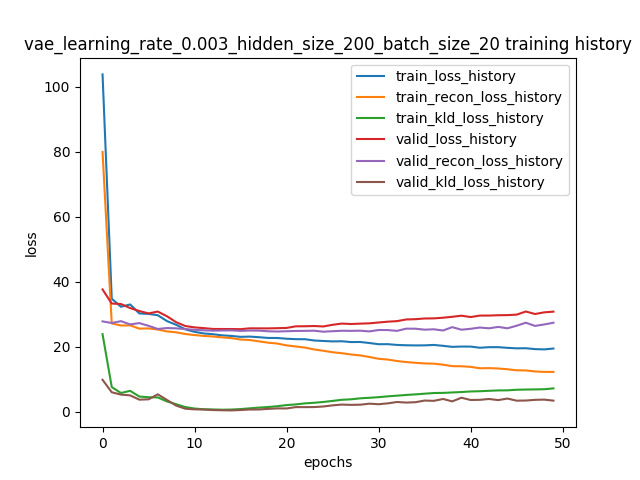 vae_learning_rate_0.003_hidden_size_200_batch_size_20 training history
train_loss_history
train_recon_loss_history
train_kld_loss_history
valid_loss_history
valid_recon_loss_history
valid_kld_loss_history
loss
100
80
60
40
20
0
0 10 20 30 40 50
epochs